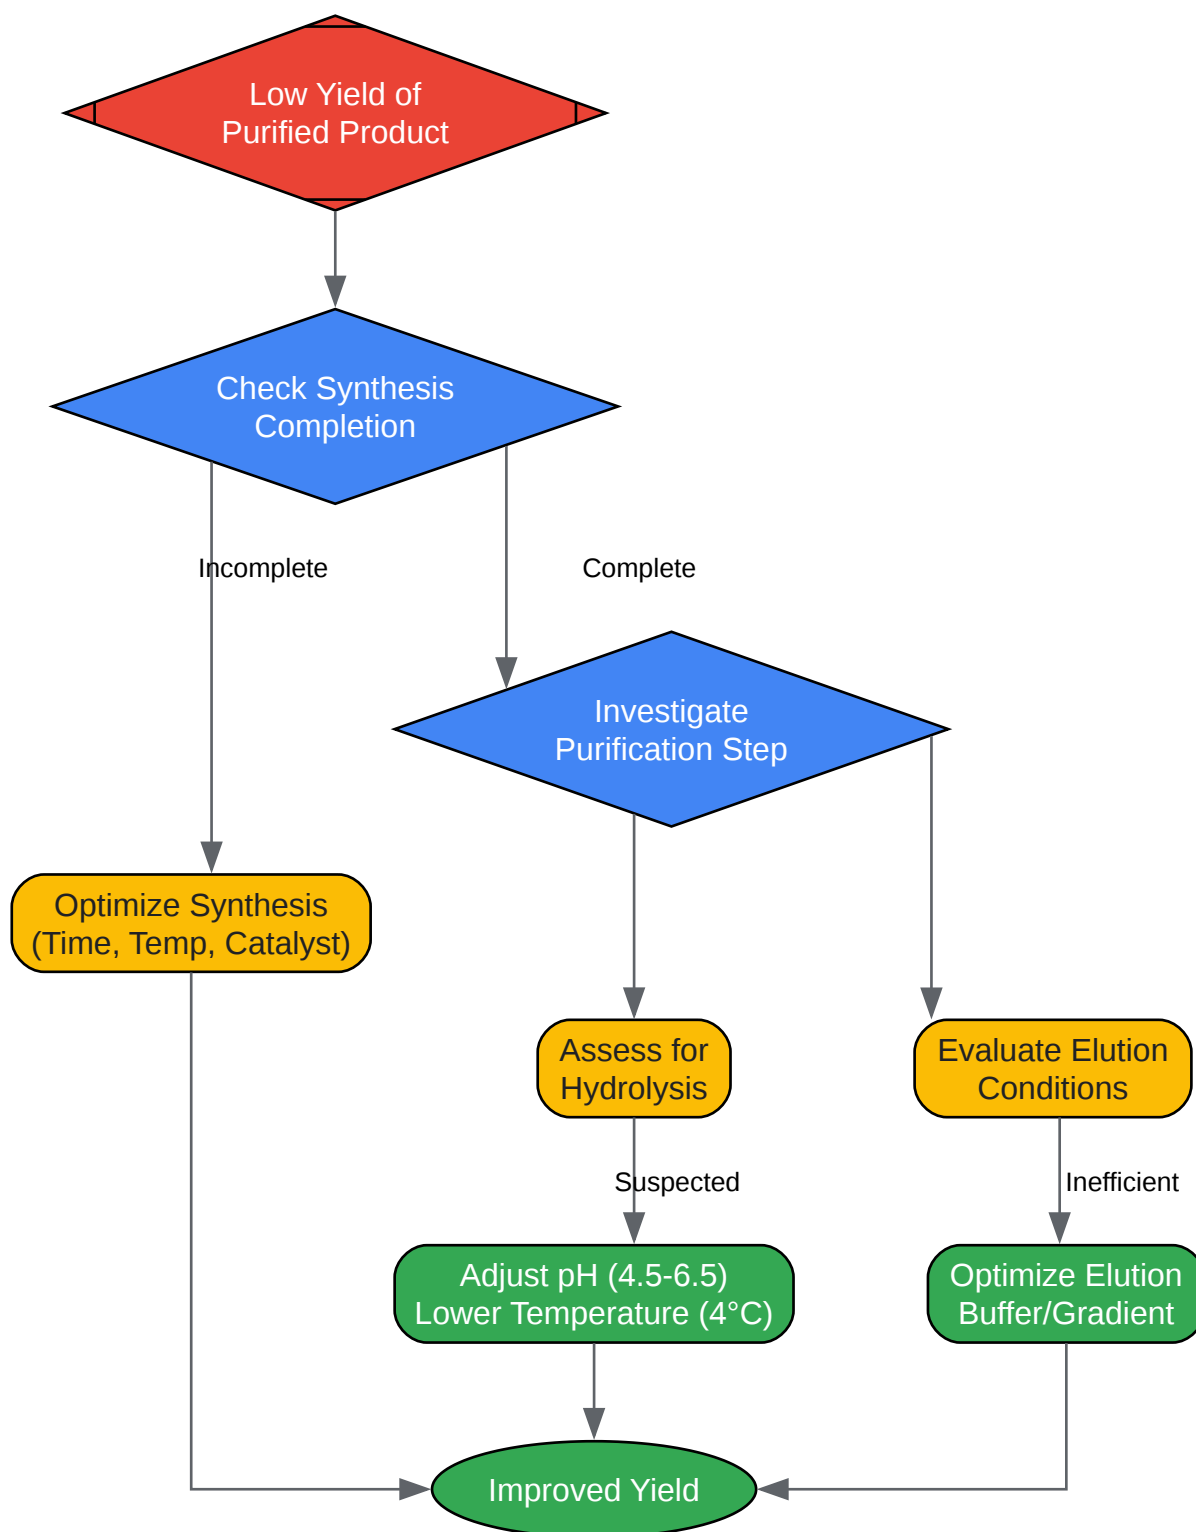 Low Yield of
Purified Product
Check Synthesis
Completion
Incomplete
Complete
Investigate
Purification Step
Optimize Synthesis
(Time, Temp, Catalyst)
Assess for
Hydrolysis
Evaluate Elution
Conditions
Suspected
Inefficient
Adjust pH (4.5-6.5)
Lower Temperature (4°C)
Optimize Elution
Buffer/Gradient
Improved Yield